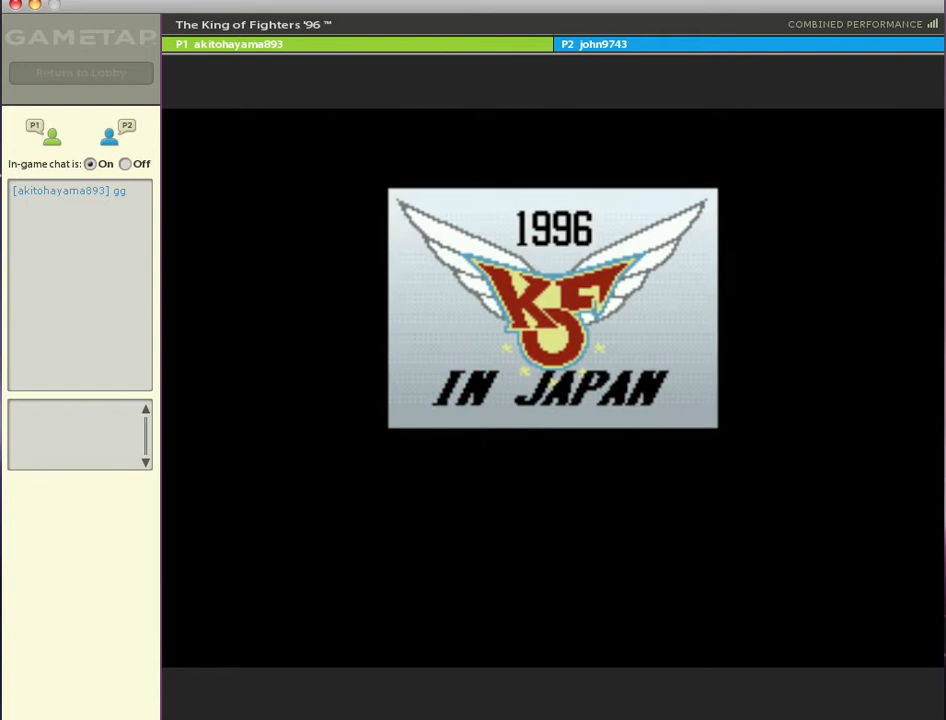 The King of Fighters '96 ™
COMBINED PERFORMANCE
GAMETAP
P1 akitohayama893
P2 john9743
Return to Lobby
P1
P2
In-game chat is: On Off
[akitohayama893] gg
1996
KOF
IN JAPAN